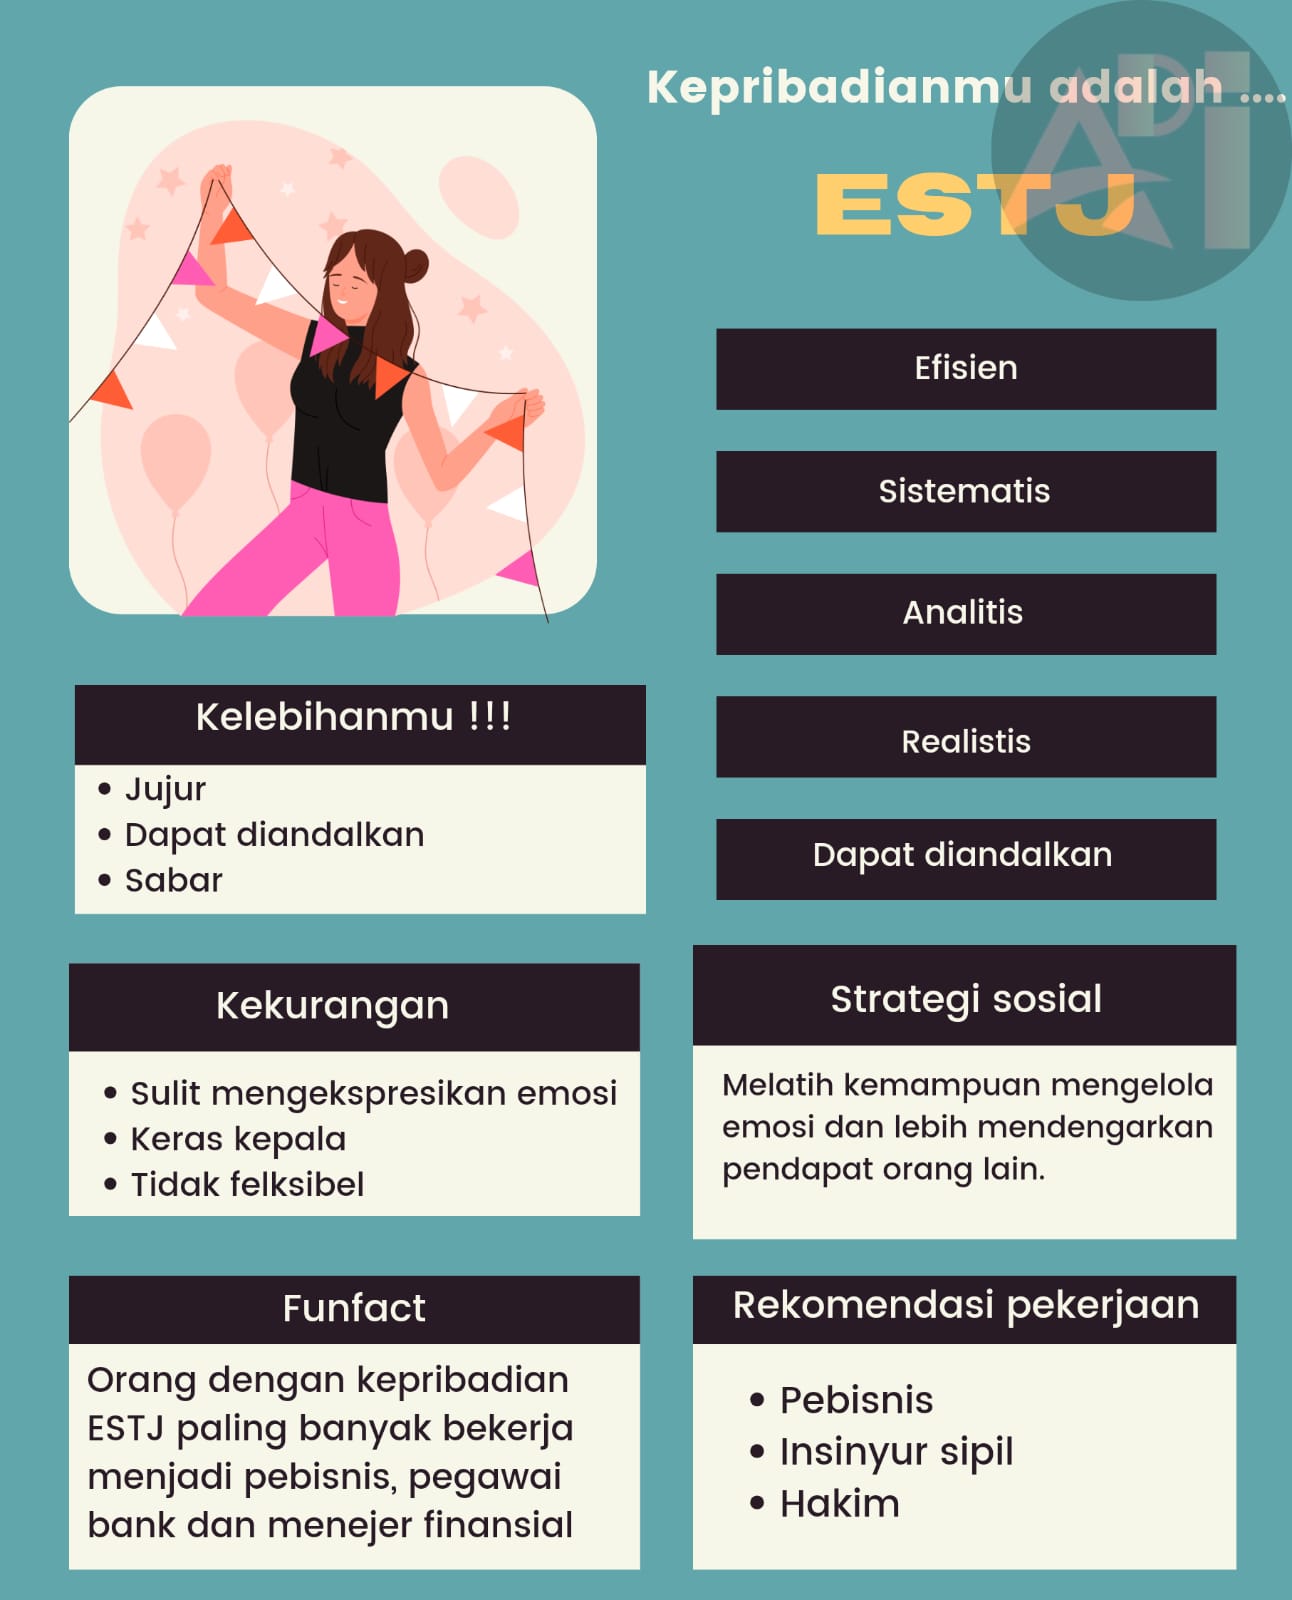 Kepribadianmu adalah ....
ESTJ
Efisien
Sistematis
Analitis
Realistis
Dapat diandalkan
Kelebihanmu !!!
• Jujur
• Dapat diandalkan
• Sabar
Kekurangan
• Sulit mengekspresikan emosi
• Keras kepala
• Tidak felksibel
Strategi sosial
Melatih kemampuan mengelola
emosi dan lebih mendengarkan
pendapat orang lain.
Funfact
Orang dengan kepribadian
ESTJ paling banyak bekerja
menjadi pebisnis, pegawai
bank dan menejer finansial
Rekomendasi pekerjaan
• Pebisnis
• Insinyur sipil
• Hakim